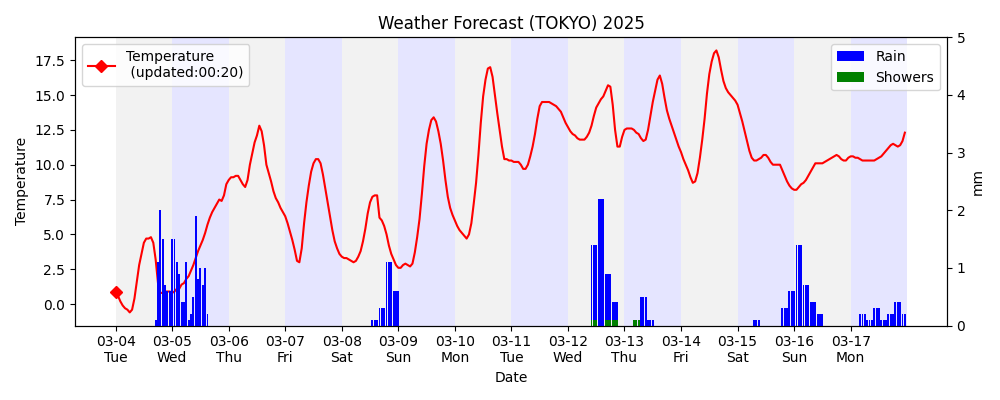 Weather Forecast (TOKYO) 2025
Temperature
(updated:00:20)
Rain
Showers
Temperature
17.5
15.0
12.5
10.0
7.5
5.0
2.5
0.0
5
4
3
2
1
0
mm
03-04 03-05 03-06 03-07 03-08 03-09 03-10 03-11 03-12 03-13 03-14 03-15 03-16 03-17
Tue Wed Thu Fri Sat Sun Mon Tue Wed Thu Fri Sat Sun Mon
Date